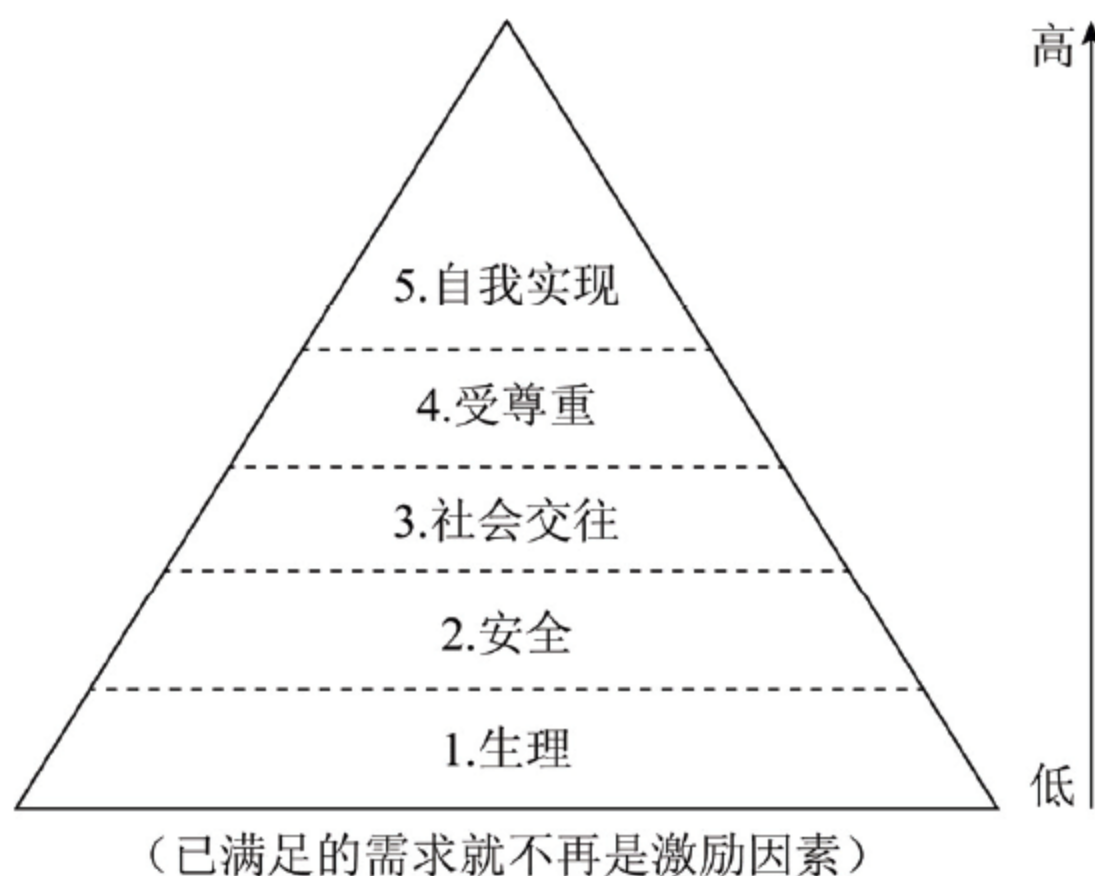 高
5.自我实现
4.受尊重
3.社会交往
2.安全
1.生理
低
（已满足的需求就不再是激励因素）